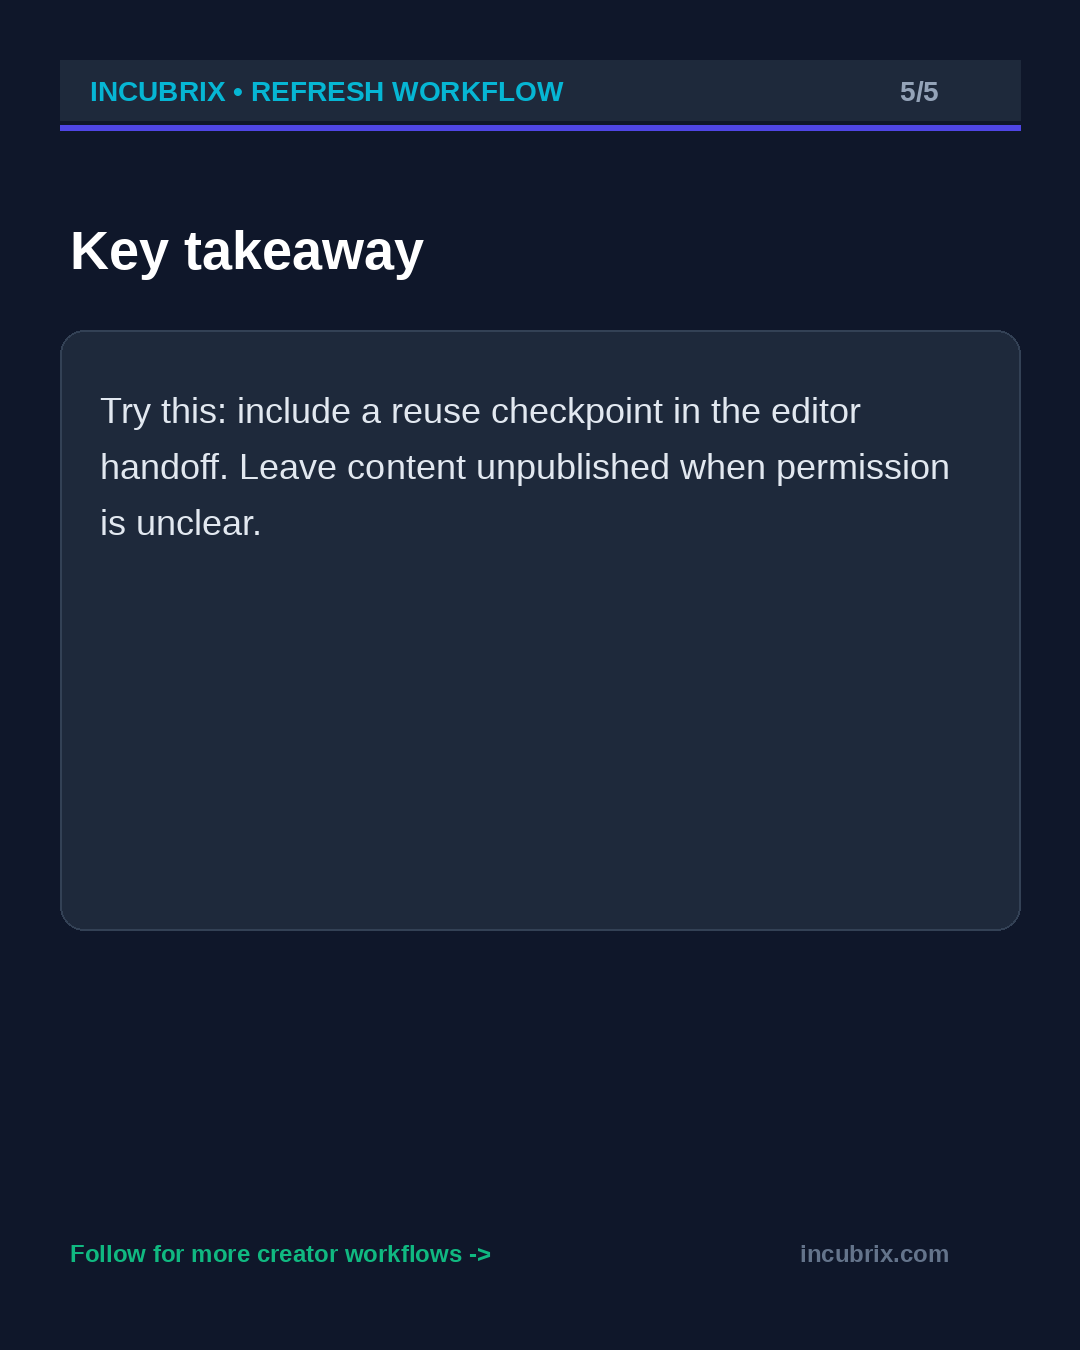 INCUBRIX • REFRESH WORKFLOW 5/5
Key takeaway
Try this: include a reuse checkpoint in the editor
handoff. Leave content unpublished when permission
is unclear.
Follow for more creator workflows -> incubrix.com